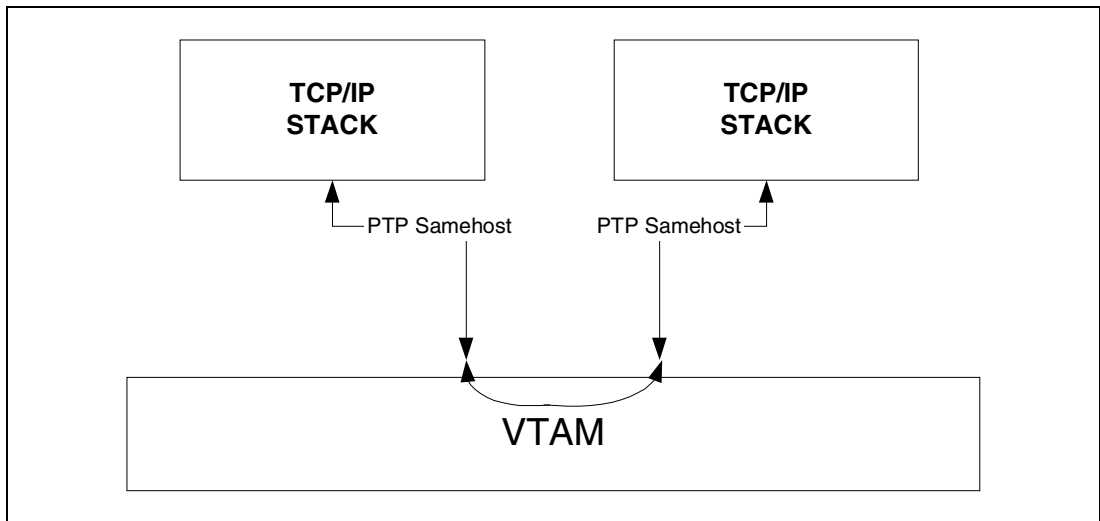 TCP/IP
STACK
TCP/IP
STACK
PTP Samehost
PTP Samehost
VTAM